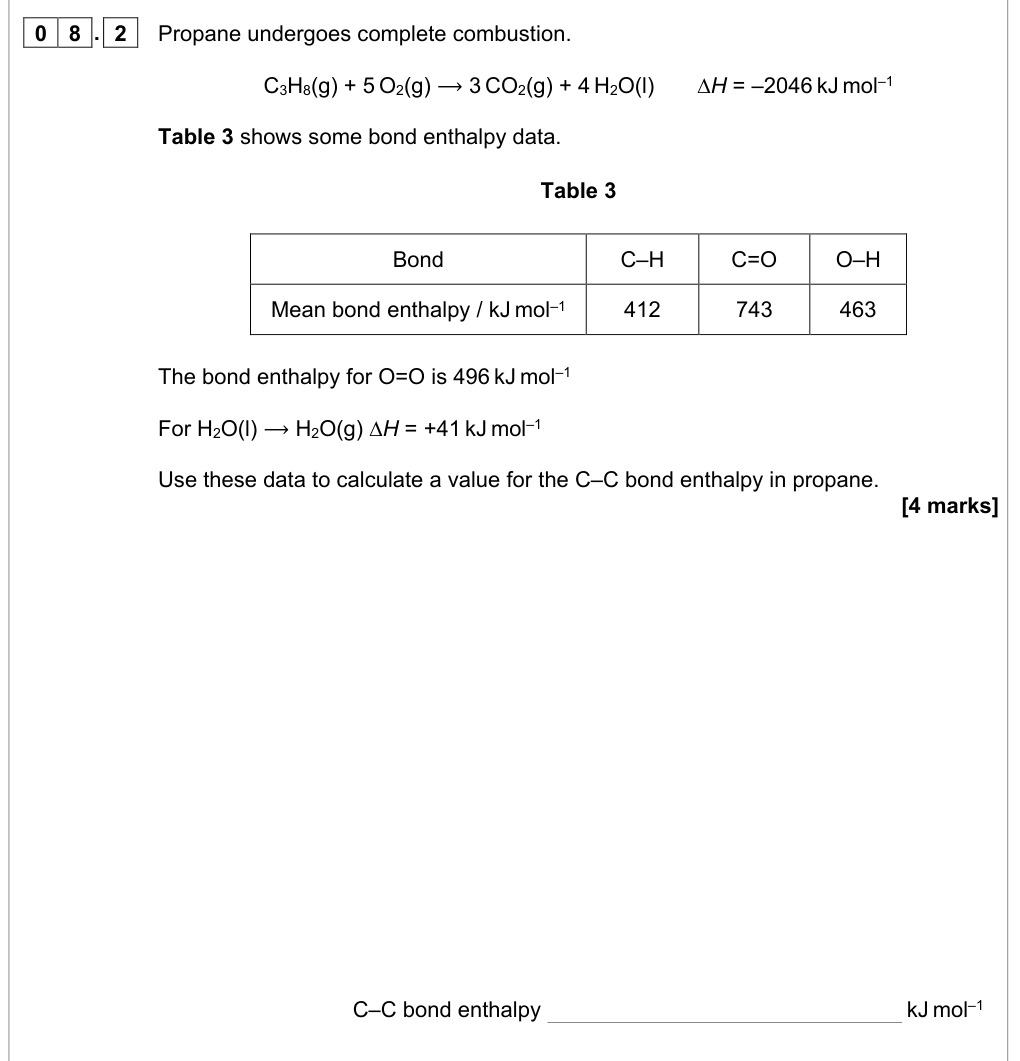 0 8 . 2 Propane undergoes complete combustion.
C₃H₈(g) + 5 O₂(g) ⟶ 3 CO₂(g) + 4 H₂O(l) ΔH = –2046 kJ mol⁻¹
Table 3 shows some bond enthalpy data.
Table 3
Bond C–H C=O O–H
Mean bond enthalpy / kJ mol⁻¹ 412 743 463
The bond enthalpy for O=O is 496 kJ mol⁻¹
For H₂O(l) ⟶ H₂O(g) ΔH = +41 kJ mol⁻¹
Use these data to calculate a value for the C–C bond enthalpy in propane.
[4 marks]
C–C bond enthalpy kJ mol⁻¹